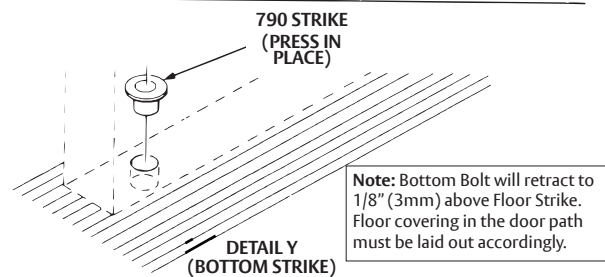 790 STRIKE
(PRESS IN
PLACE)
Note: Bottom Bolt will retract to
1/8” (3mm) above Floor Strike.
Floor covering in the door path
must be laid out accordingly.
DETAIL Y
(BOTTOM STRIKE)